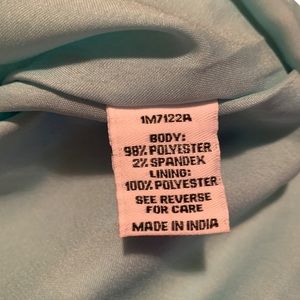 1M7122A
BODY:
98% POLYESTER
2% SPANDEX
LINING:
100% POLYESTER
SEE REVERSE
FOR CARE
MADE IN INDIA